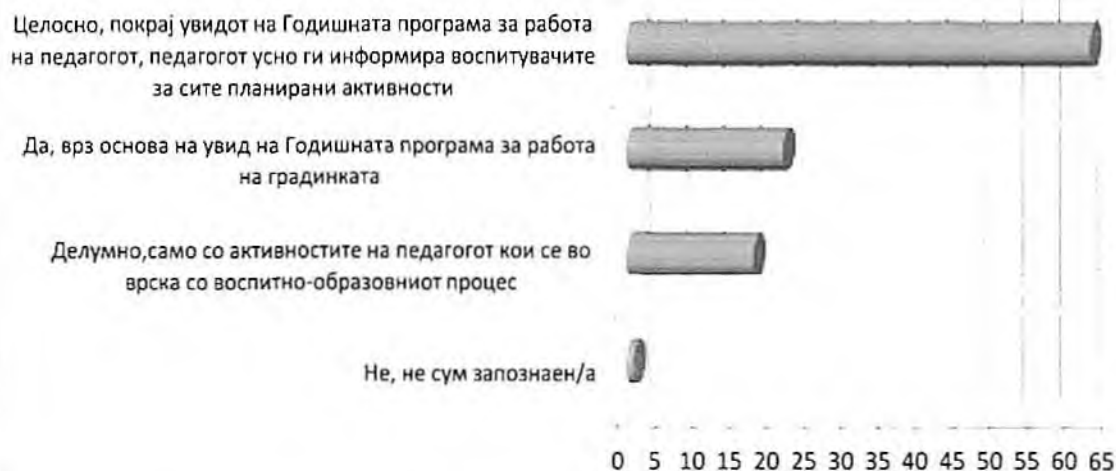 Целосно, покрај увидот на Годишната програма за работа
на педагогот, педагогот усно ги информира воспитувачите
за сите планирани активности
Да, врз основа на увид на Годишната програма за работа
на градинката
Делумно,само со активностите на педагогот кои се во
врска со воспитно-образовниот процес
Не, не сум запознаен/а
0 5 10 15 20 25 30 35 40 45 50 55 60 65